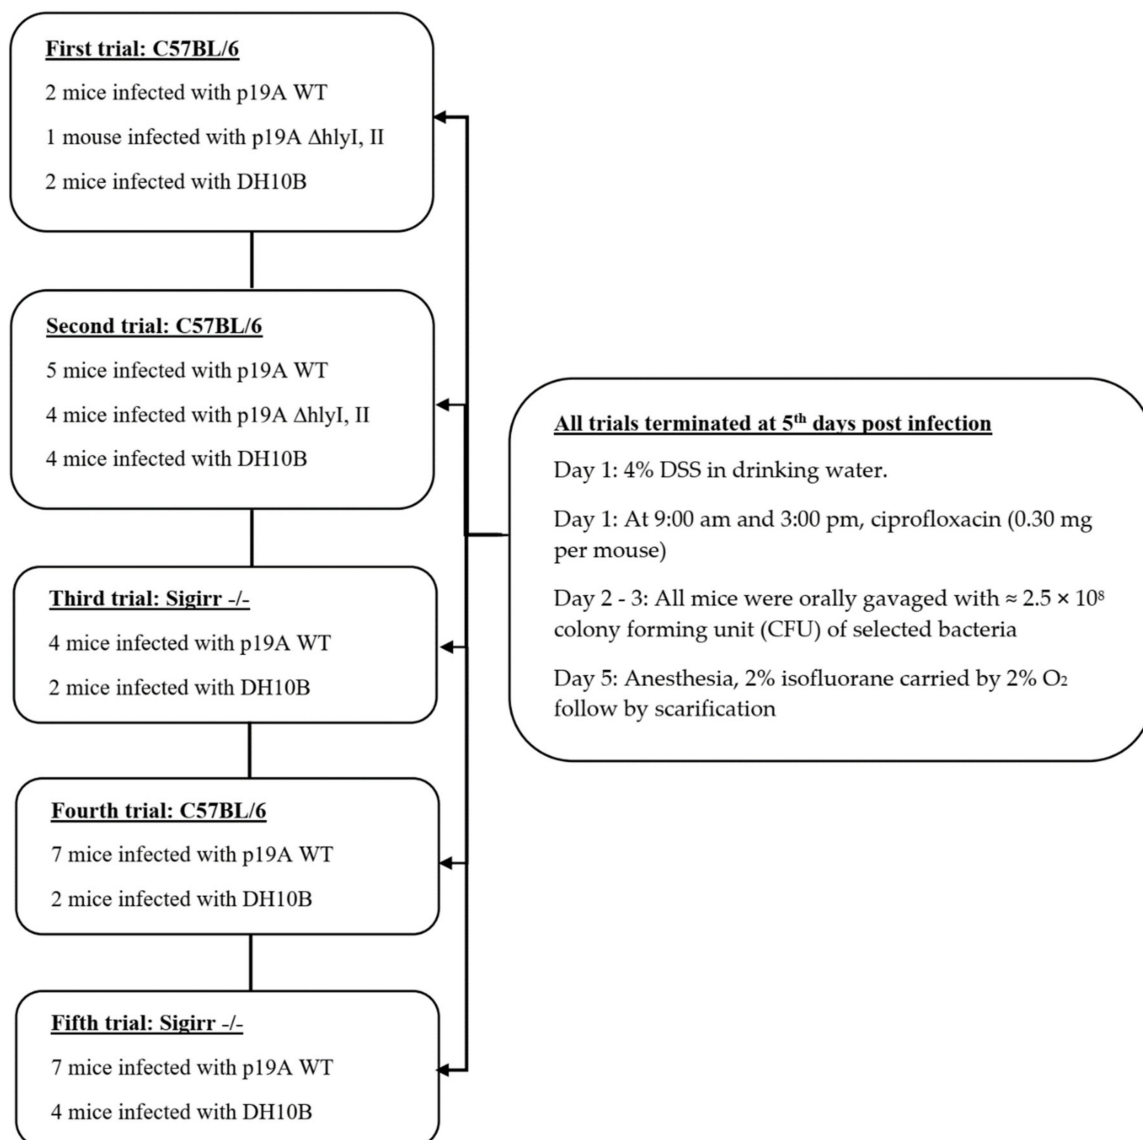 First trial: C57BL/6
2 mice infected with p19A WT
1 mouse infected with p19A ΔhlyI, II
2 mice infected with DH10B
Second trial: C57BL/6
5 mice infected with p19A WT
4 mice infected with p19A ΔhlyI, II
4 mice infected with DH10B
Third trial: Sigirr -/-
4 mice infected with p19A WT
2 mice infected with DH10B
Fourth trial: C57BL/6
7 mice infected with p19A WT
2 mice infected with DH10B
Fifth trial: Sigirr -/-
7 mice infected with p19A WT
4 mice infected with DH10B
All trials terminated at 5th days post infection
Day 1: 4% DSS in drinking water.
Day 1: At 9:00 am and 3:00 pm, ciprofloxacin (0.30 mg
per mouse)
Day 2 - 3: All mice were orally gavaged with ≈ 2.5 × 10⁸
colony forming unit (CFU) of selected bacteria
Day 5: Anesthesia, 2% isofluorane carried by 2% O₂
follow by scarification